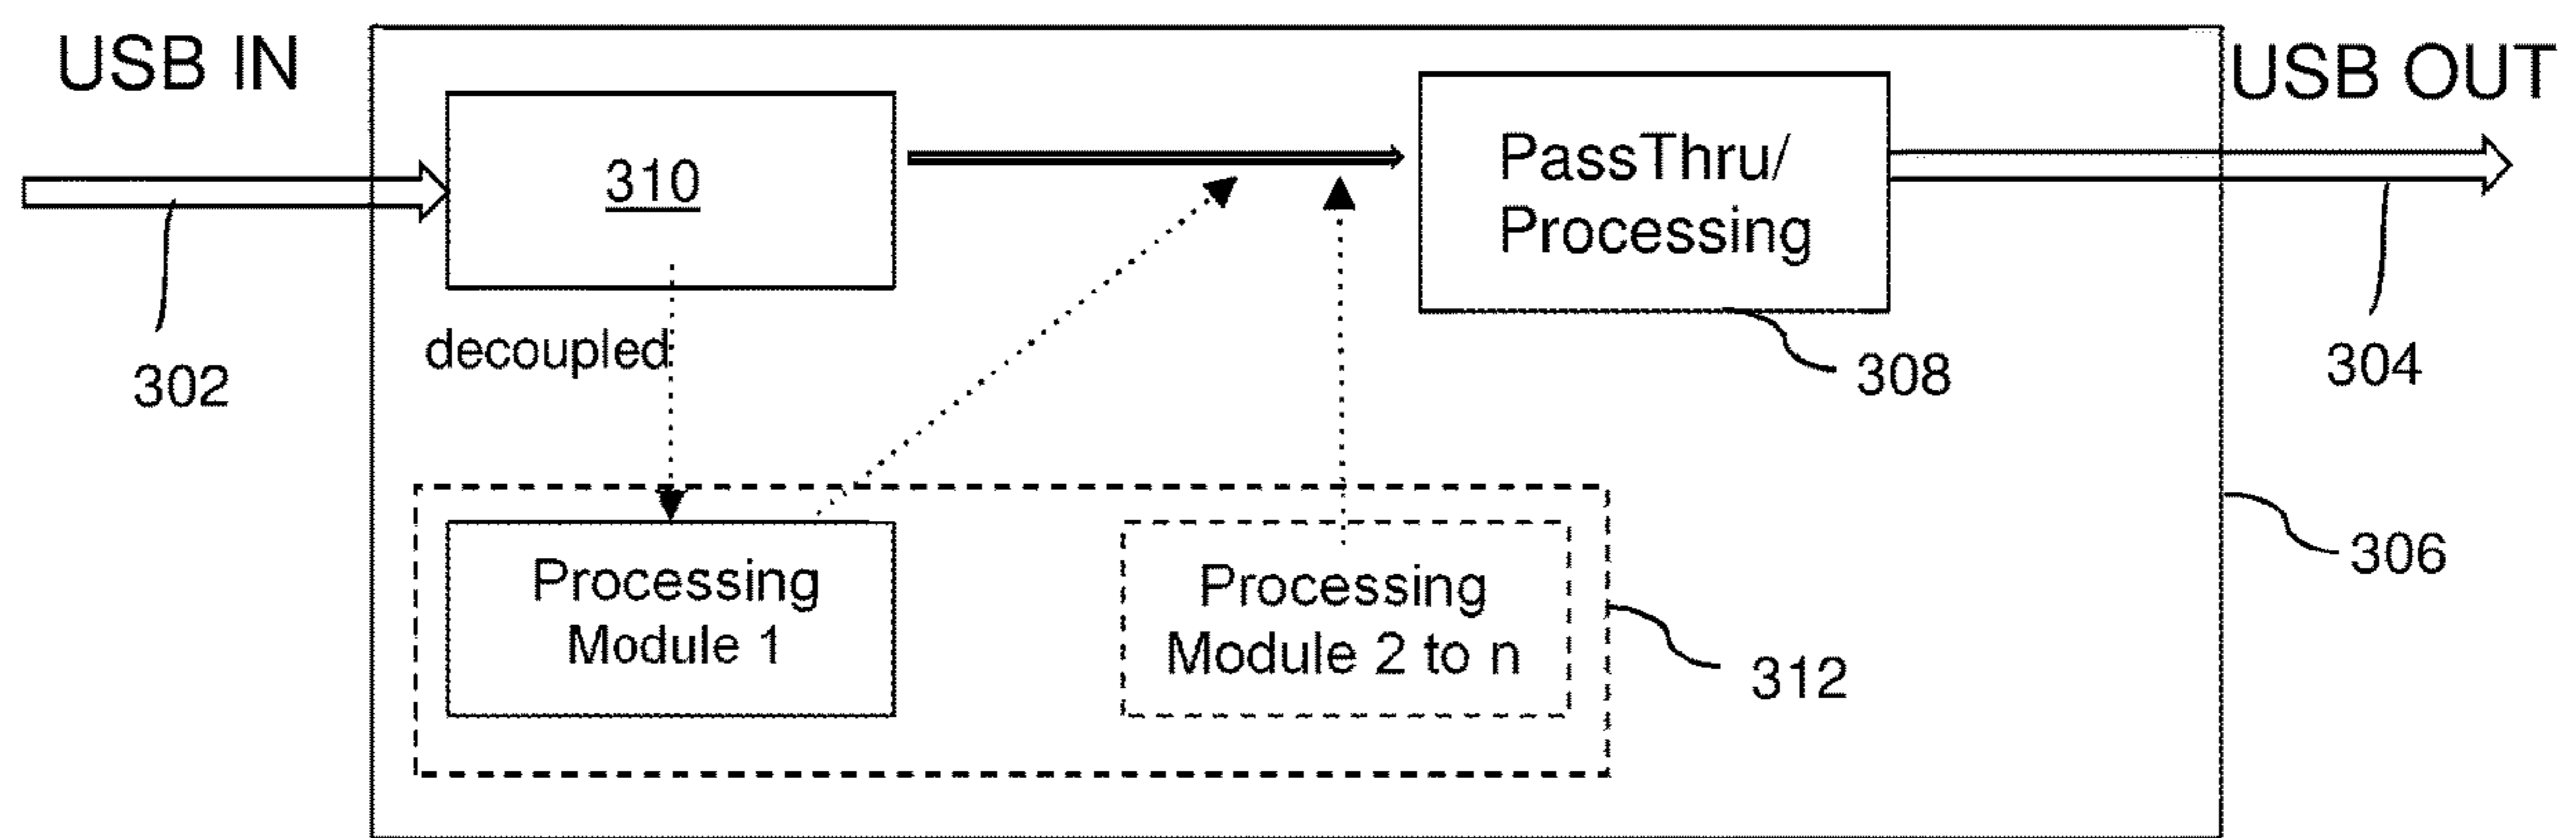 USB IN
USB OUT
310
PassThru/
Processing
302
decoupled
308
304
Processing
Module 1
Processing
Module 2 to n
306
312